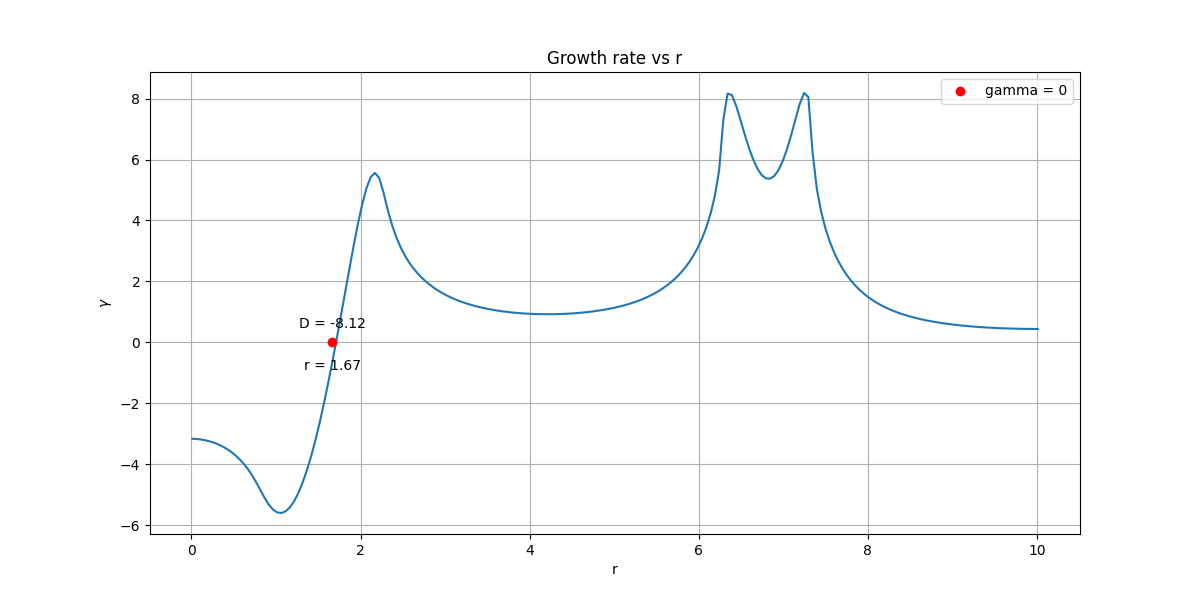 Growth rate vs r
gamma = 0
γ
8
6
4
2
0
−2
−4
−6
D = -8.12
r = 1.67
0 2 4 6 8 10
r